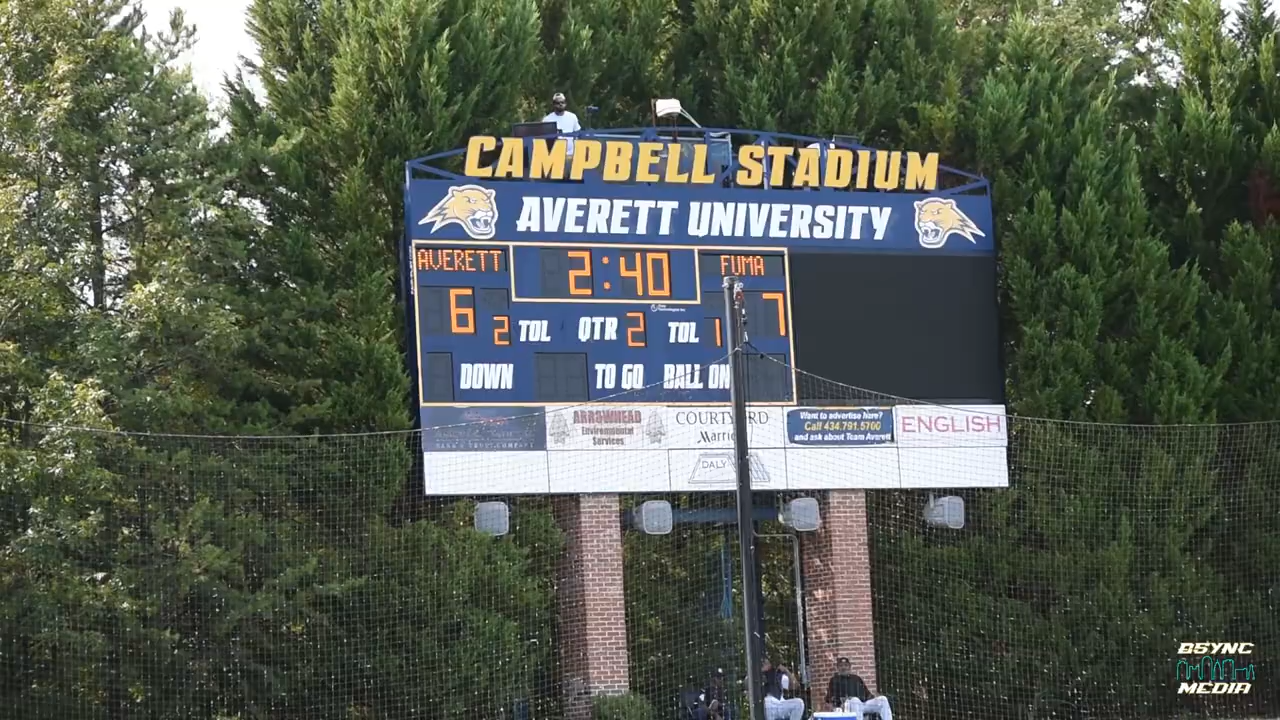 CAMPBELL STADIUM
AVERETT UNIVERSITY
AVERETT 2:40 FUMA
6 2 TOL QTR 2 TOL 1 7
DOWN TO GO BALL ON
ARROWHEAD
Environmental
Services
COURTYARD
Marriott
Want to advertise here?
Call 434.791.5700
and ask about Team Averett
ENGLISH
DALY
BSYNC
MEDIA